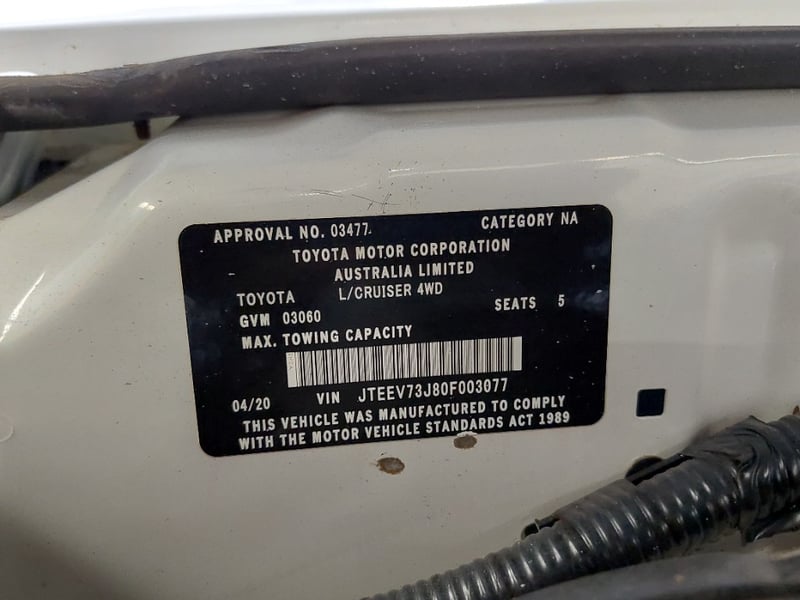 APPROVAL NO. 03477 CATEGORY NA
TOYOTA MOTOR CORPORATION
AUSTRALIA LIMITED
TOYOTA L/CRUISER 4WD
GVM 03060 SEATS 5
MAX. TOWING CAPACITY
04/20 VIN JTEEV73J80F003077
THIS VEHICLE WAS MANUFACTURED TO COMPLY
WITH THE MOTOR VEHICLE STANDARDS ACT 1989